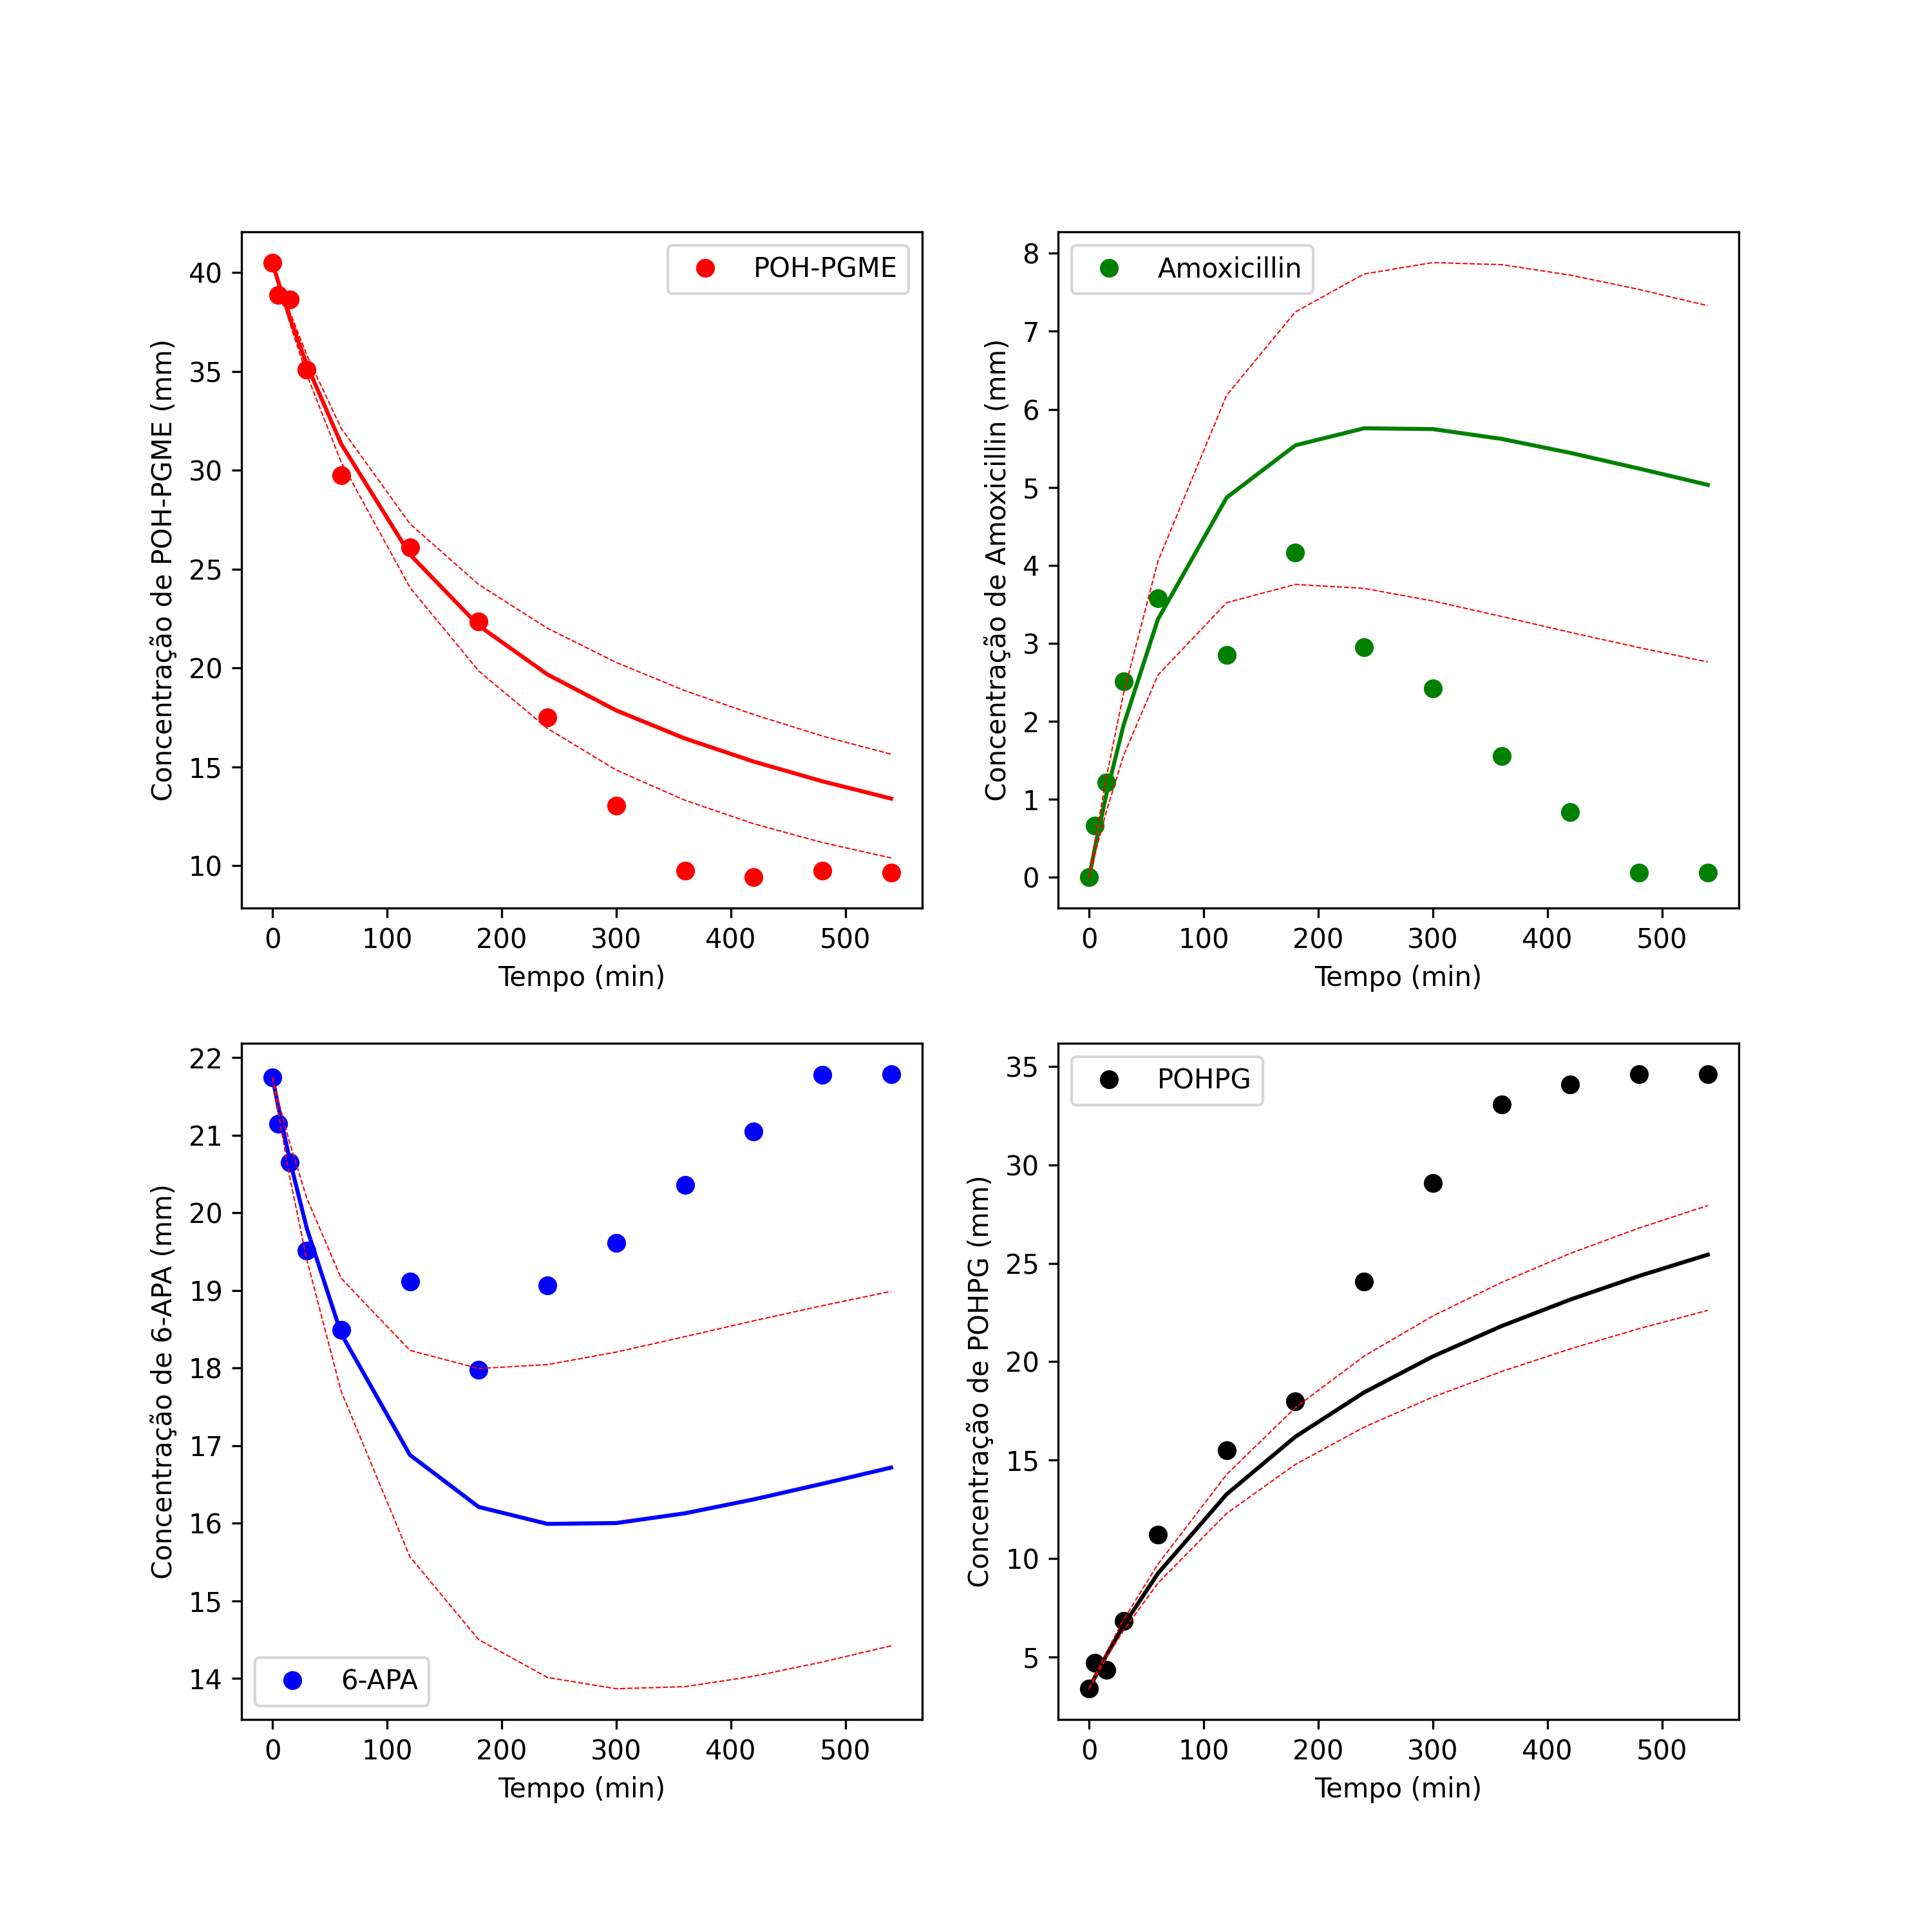 POH-PGME
40
35
30
25
20
15
10
Concentração de POH-PGME (mm)
0 100 200 300 400 500
Tempo (min)
Amoxicillin
8
7
6
5
4
3
2
1
0
Concentração de Amoxicillin (mm)
0 100 200 300 400 500
Tempo (min)
22
21
20
19
18
17
16
15
14
Concentração de 6-APA (mm)
6-APA
0 100 200 300 400 500
Tempo (min)
POHPG
35
30
25
20
15
10
5
Concentração de POHPG (mm)
0 100 200 300 400 500
Tempo (min)